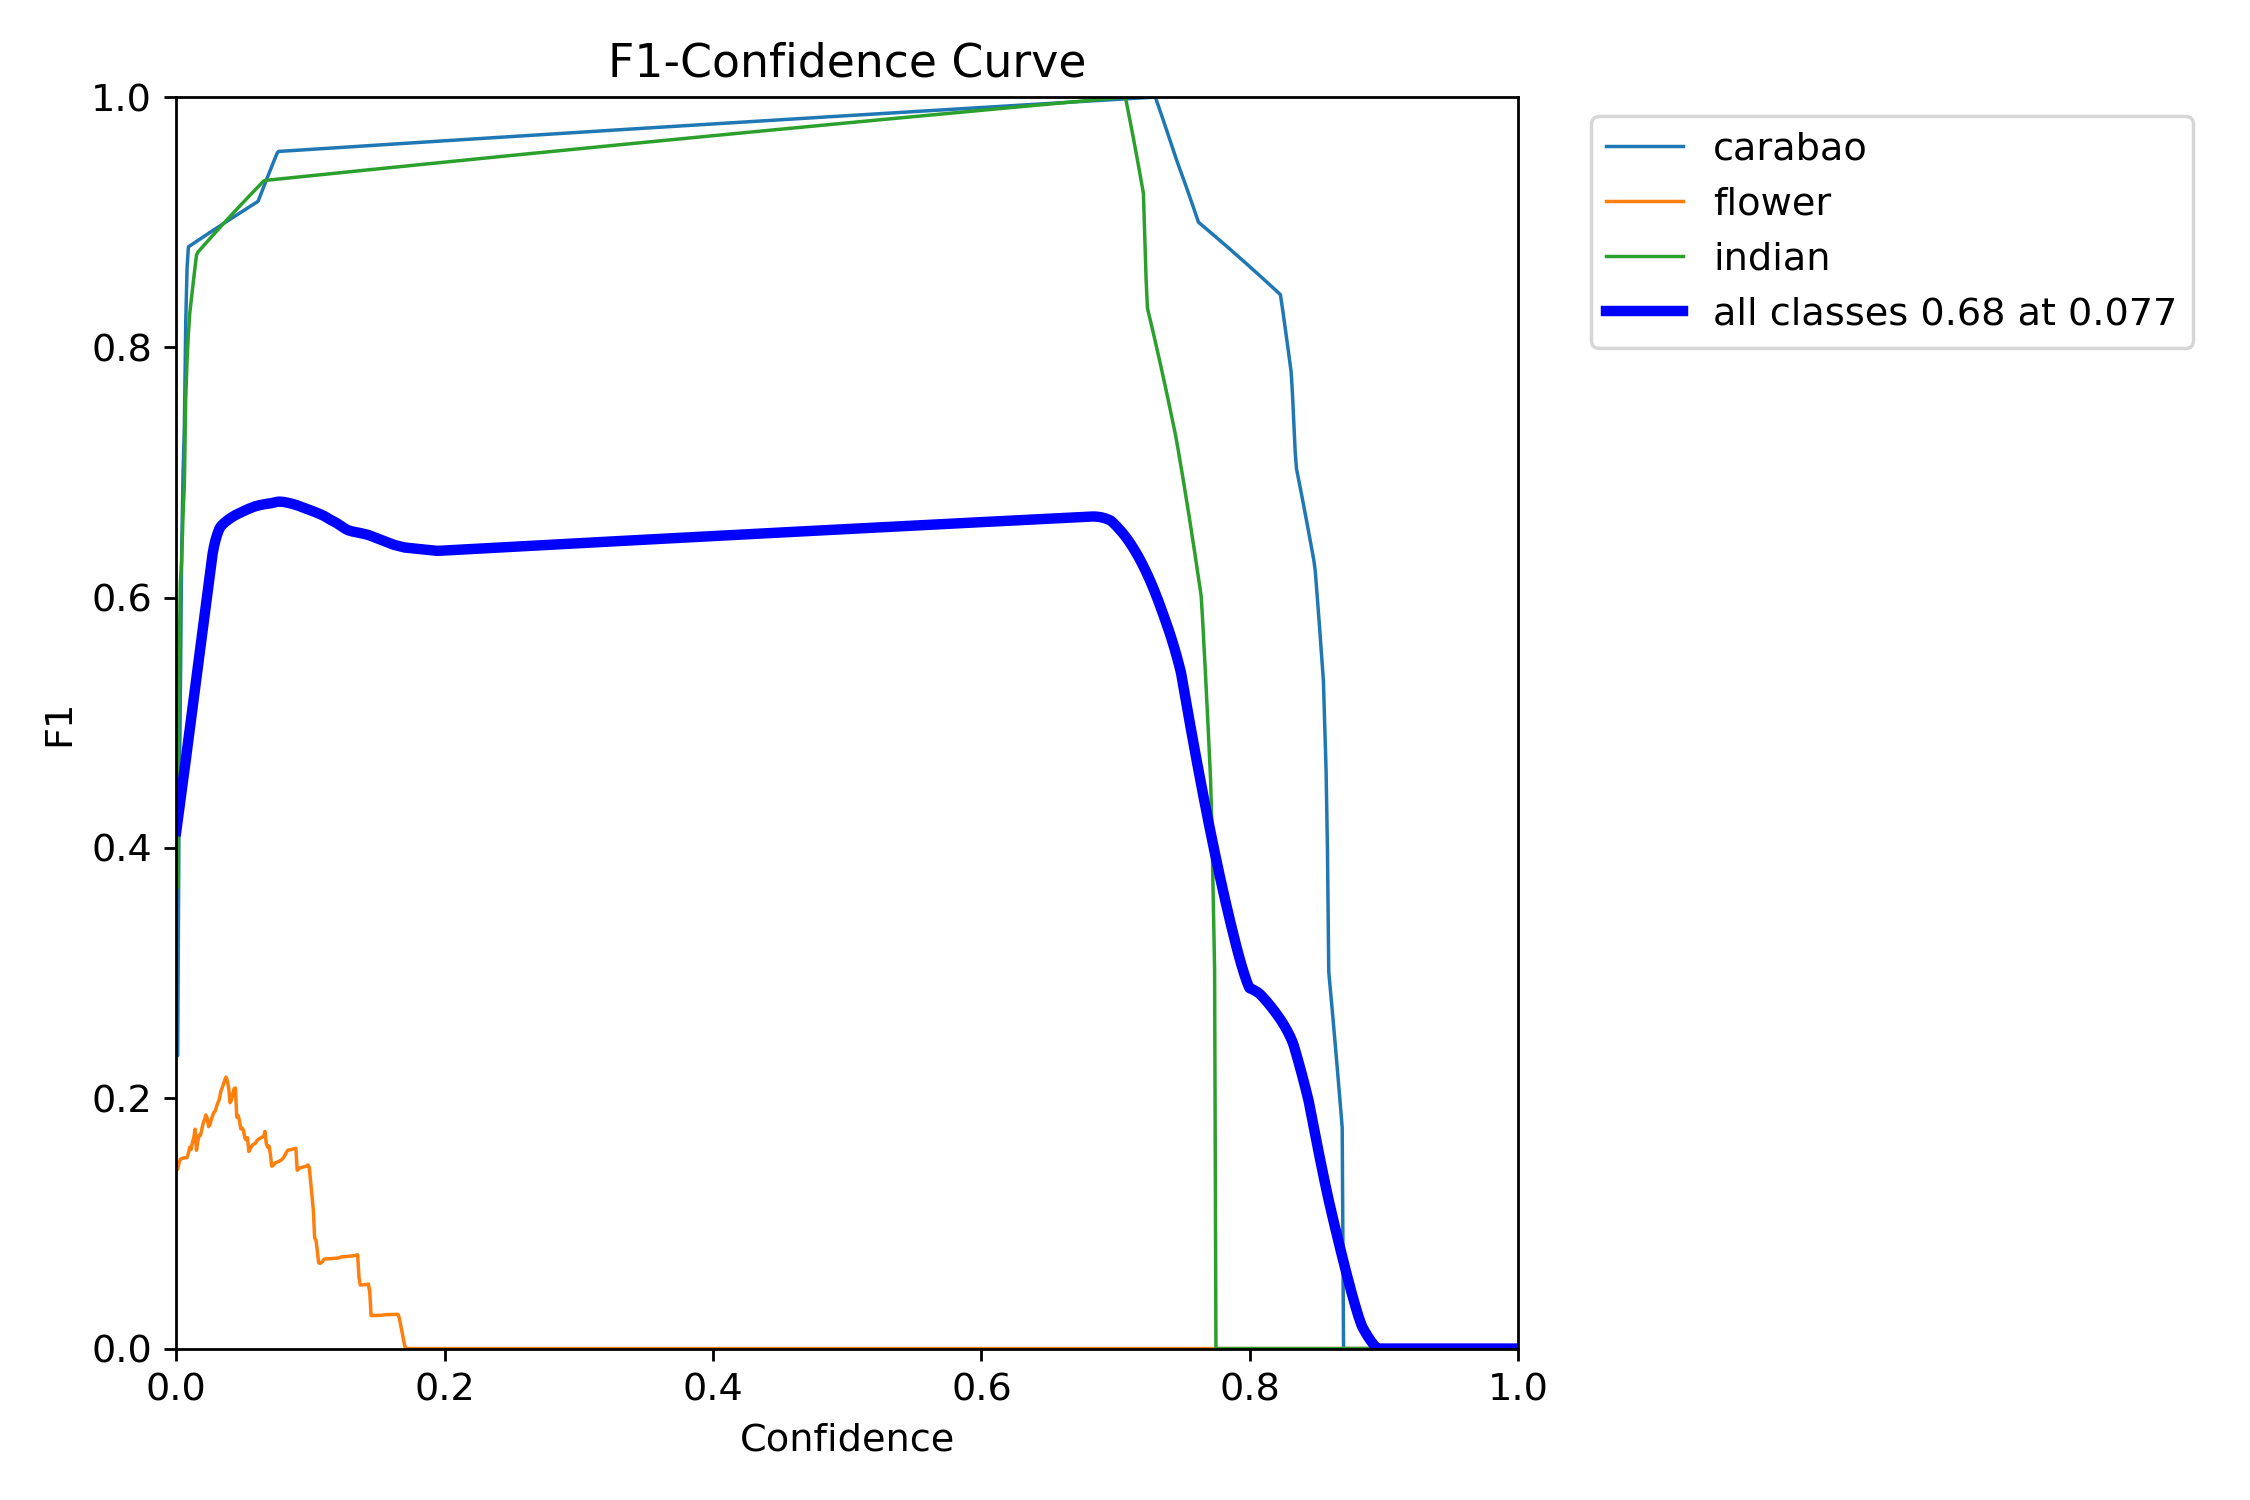 F1-Confidence Curve
1.0
0.8
0.6
0.4
0.2
0.0
F1
0.0 0.2 0.4 0.6 0.8 1.0
Confidence
carabao
flower
indian
all classes 0.68 at 0.077